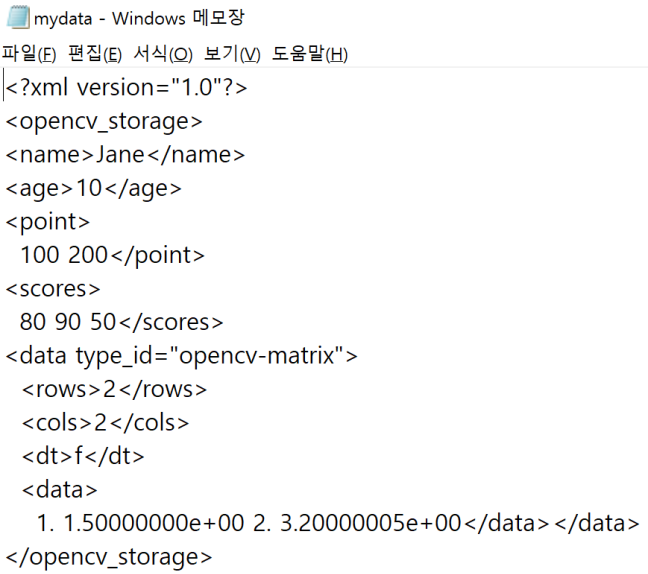 mydata - Windows 메모장
파일(F) 편집(E) 서식(O) 보기(V) 도움말(H)
<?xml version="1.0"?>
<opencv_storage>
<name>Jane</name>
<age>10</age>
<point>
  100 200</point>
<scores>
  80 90 50</scores>
<data type_id="opencv-matrix">
  <rows>2</rows>
  <cols>2</cols>
  <dt>f</dt>
  <data>
    1. 1.50000000e+00 2. 3.20000005e+00</data></data>
</opencv_storage>